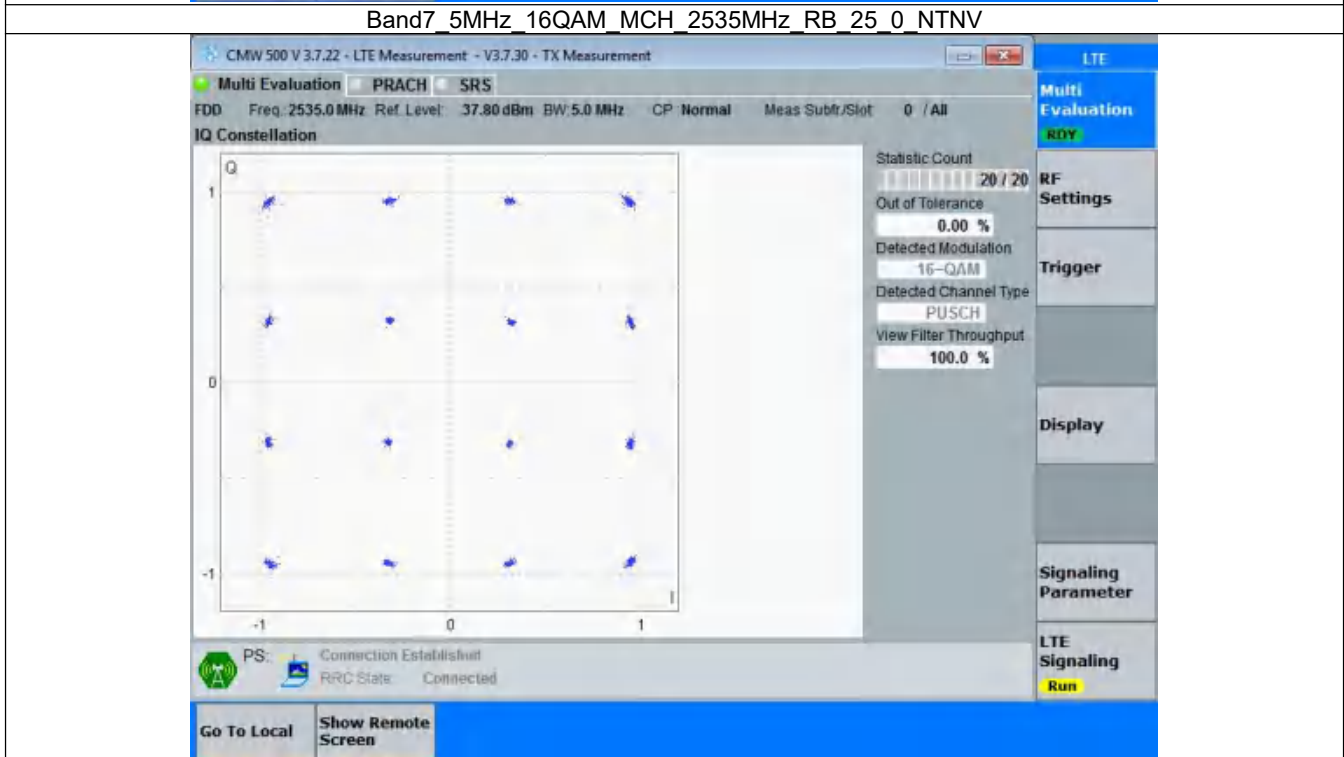 Band7_5MHz_16QAM_MCH_2535MHz_RB_25_0_NTNV
CMW 500 V 3.7.22 - LTE Measurement - V3.7.30 - TX Measurement
LTE
Multi Evaluation PRACH SRS
Multi
Evaluation
RDY
FDD Freq.: 2535.0 MHz Ref. Level: 37.80 dBm BW: 5.0 MHz CP: Normal Meas Subfr./Slot: 0 / All
IQ Constellation
Q
1
0
-1
-1 0 1
I
Statistic Count
20 / 20
Out of Tolerance
0.00 %
Detected Modulation
16-QAM
Detected Channel Type
PUSCH
View Filter Throughput
100.0 %
RF
Settings
Trigger
Display
Signaling
Parameter
LTE
Signaling
Run
PS: Connection Established
RRC State: Connected
Go To Local
Show Remote
Screen